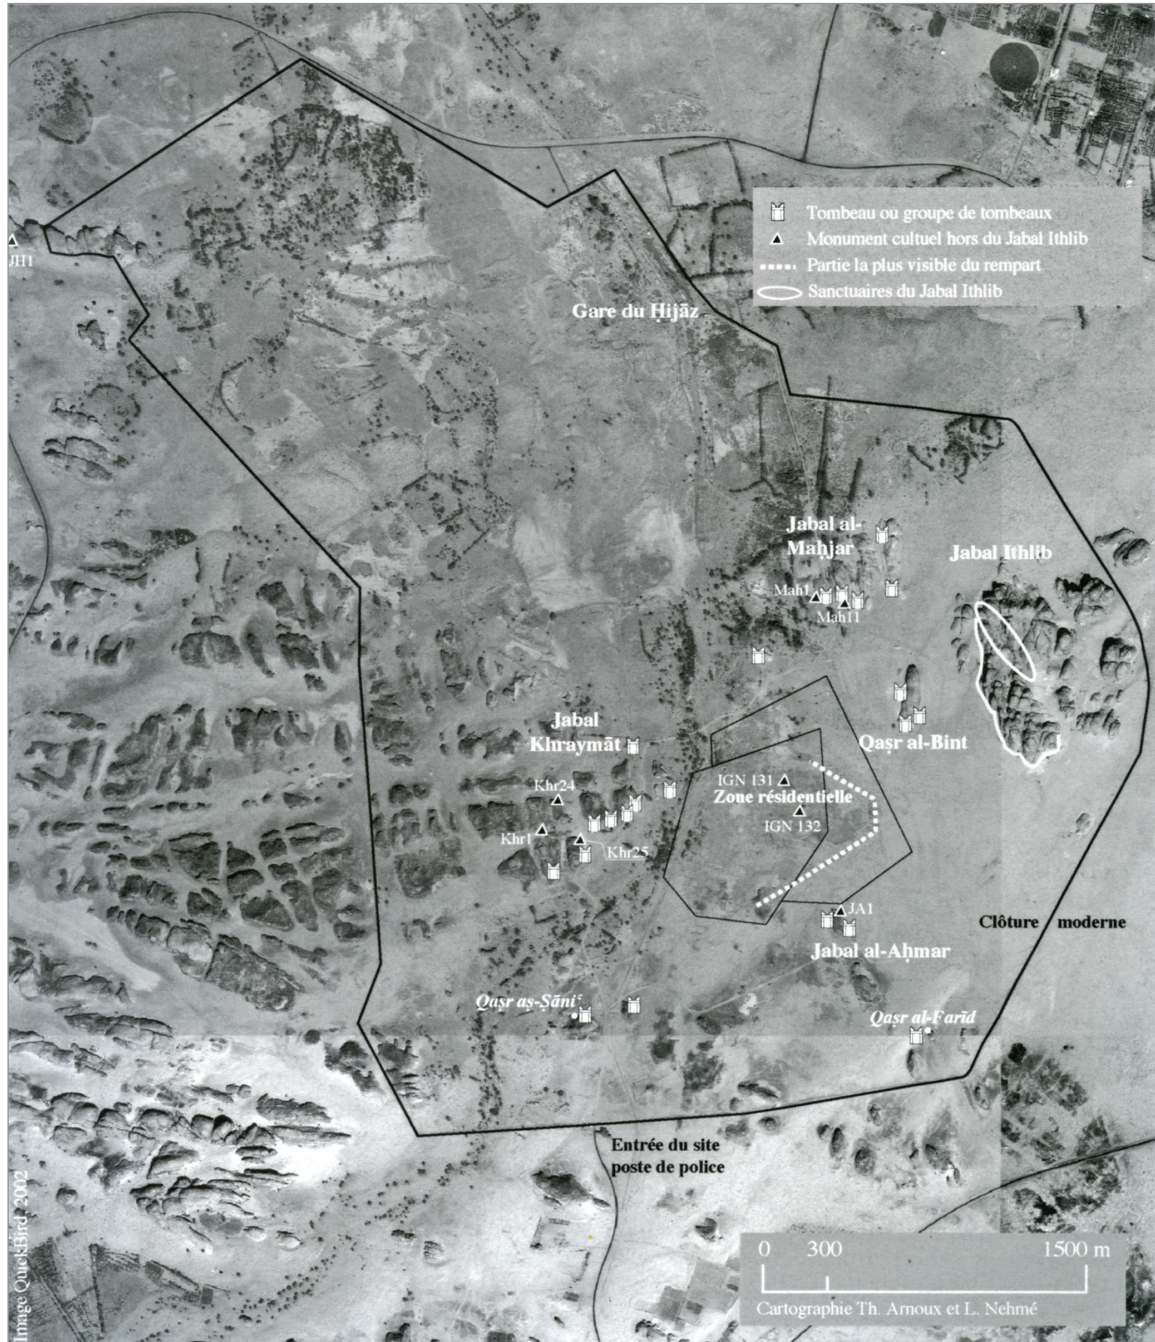 Tombeau ou groupe de tombeaux
Monument cultuel hors du Jabal Ithlib
Partie la plus visible du rempart
Sanctuaires du Jabal Ithlib
JH1
Gare du Ḥijāz
Jabal al-
Maḥjar
Jabal Ithlib
Mah1
Mah11
Jabal
Khraymāt
Qaṣr al-Bint
Khr24
IGN 131
Zone résidentielle
IGN 132
Khr1
Khr25
JA1
Clôture moderne
Jabal al-Aḥmar
Qaṣr aṣ-Ṣāniʿ
Qaṣr al-Farīd
Entrée du site
poste de police
0 300 1500 m
Cartographie Th. Arnoux et L. Nehmé
Image QuickBird, 2002